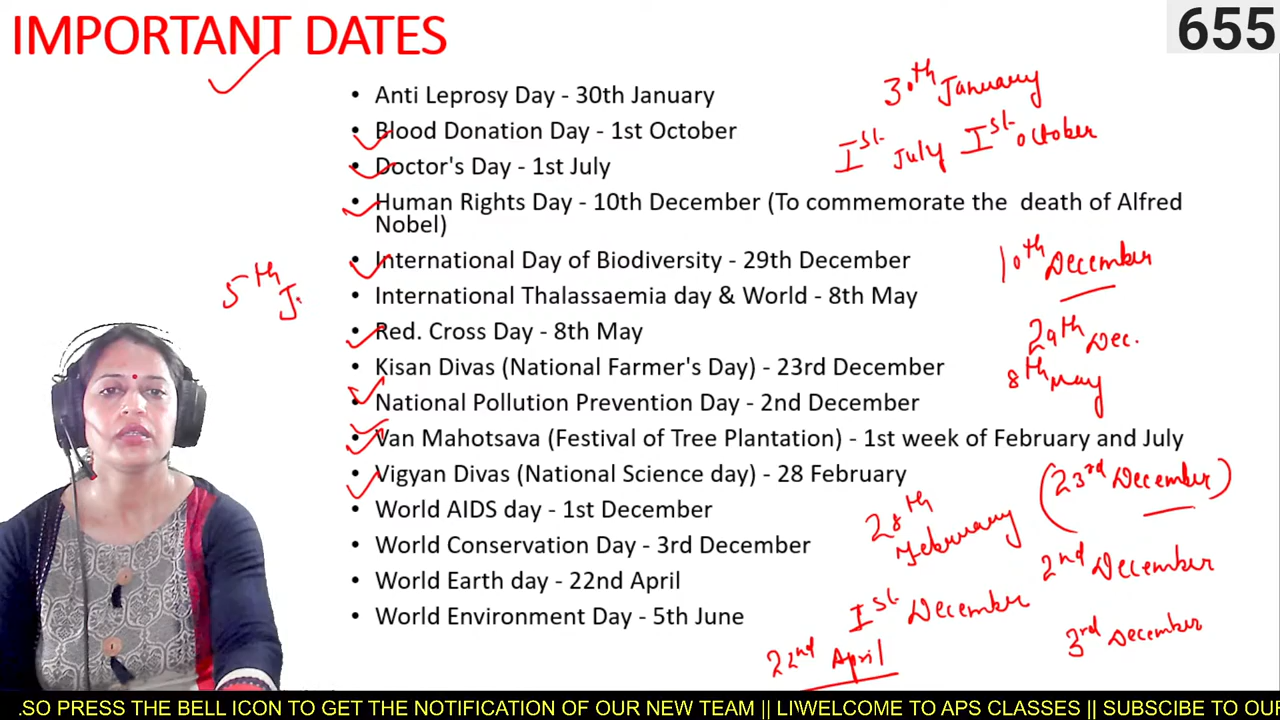 IMPORTANT DATES
655
• Anti Leprosy Day - 30th January
30th January
• Blood Donation Day - 1st October
Ist July Ist october
• Doctor's Day - 1st July
• Human Rights Day - 10th December (To commemorate the death of Alfred
Nobel)
10th December
• International Day of Biodiversity - 29th December
5th J
• International Thalassaemia day & World - 8th May
29th Dec.
• Red. Cross Day - 8th May
8th May
• Kisan Divas (National Farmer's Day) - 23rd December
• National Pollution Prevention Day - 2nd December
• Van Mahotsava (Festival of Tree Plantation) - 1st week of February and July
• Vigyan Divas (National Science day) - 28 February
(23rd December)
28th
February
• World AIDS day - 1st December
• World Conservation Day - 3rd December
2nd December
• World Earth day - 22nd April
Ist December
• World Environment Day - 5th June
3rd December
22nd April
.SO PRESS THE BELL ICON TO GET THE NOTIFICATION OF OUR NEW TEAM || LI\WELCOME TO APS CLASSES || SUBSCRIBE TO OUR